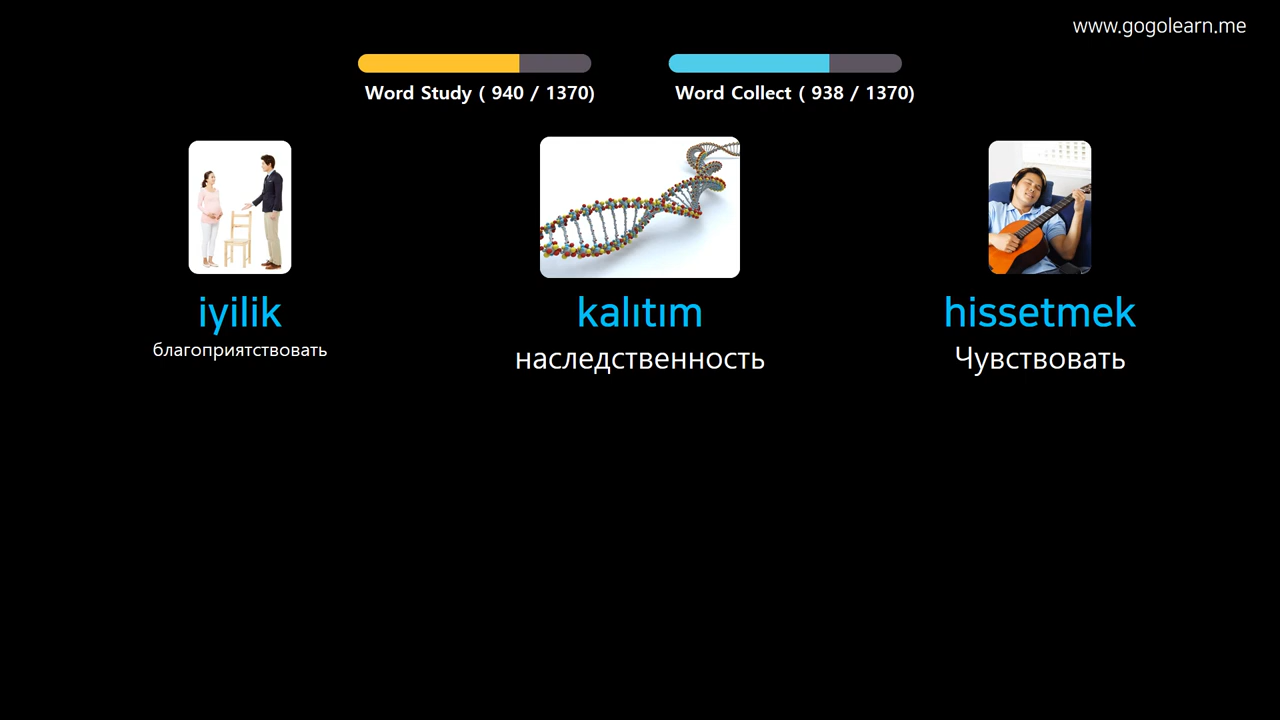 www.gogolearn.me
Word Study ( 940 / 1370)
Word Collect ( 938 / 1370)
iyilik
благоприятствовать
kalıtım
наследственность
hissetmek
Чувствовать